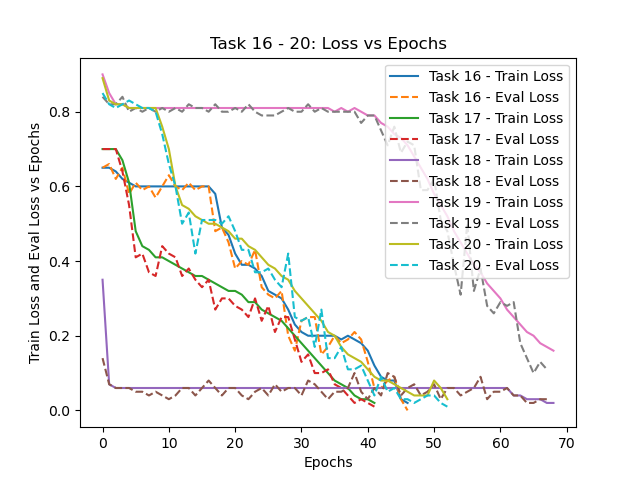 Task 16 - 20: Loss vs Epochs
Train Loss and Eval Loss vs Epochs
0.8
0.6
0.4
0.2
0.0
0 10 20 30 40 50 60 70
Epochs
Task 16 - Train Loss
Task 16 - Eval Loss
Task 17 - Train Loss
Task 17 - Eval Loss
Task 18 - Train Loss
Task 18 - Eval Loss
Task 19 - Train Loss
Task 19 - Eval Loss
Task 20 - Train Loss
Task 20 - Eval Loss